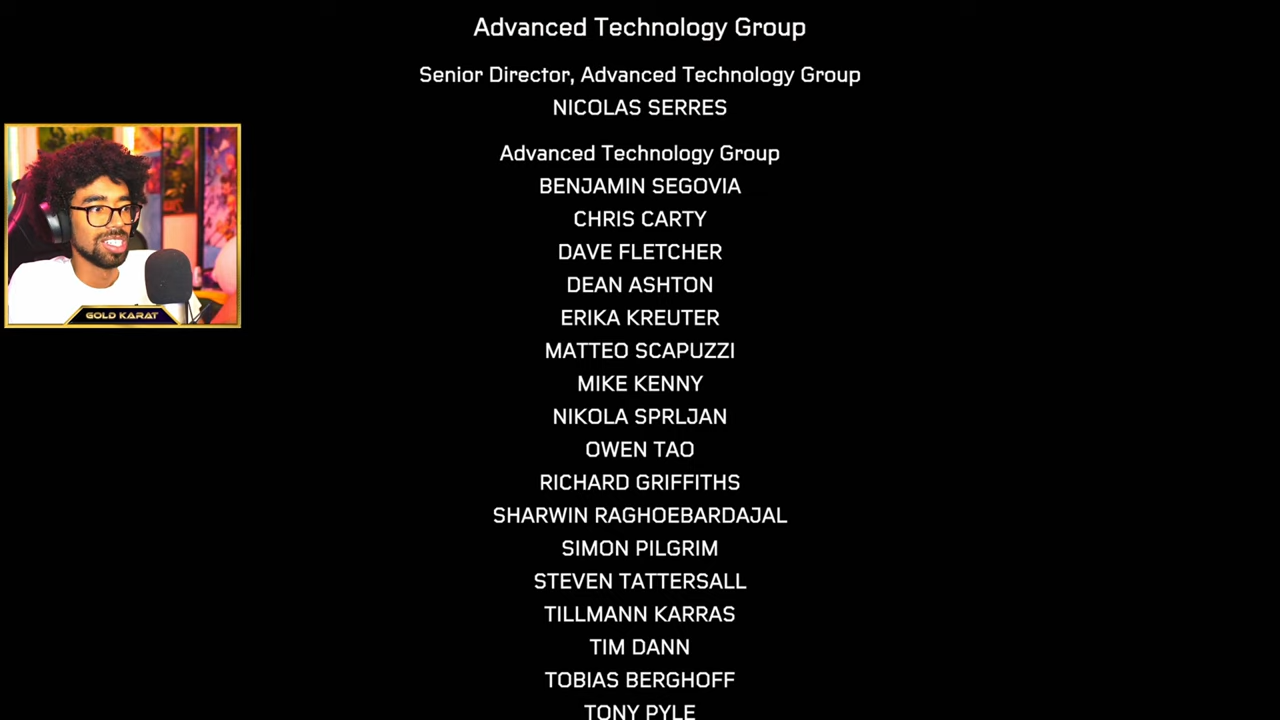 Advanced Technology Group
Senior Director, Advanced Technology Group
NICOLAS SERRES
Advanced Technology Group
BENJAMIN SEGOVIA
CHRIS CARTY
DAVE FLETCHER
DEAN ASHTON
ERIKA KREUTER
MATTEO SCAPUZZI
MIKE KENNY
NIKOLA SPRLJAN
OWEN TAO
RICHARD GRIFFITHS
SHARWIN RAGHOEBARDAJAL
SIMON PILGRIM
STEVEN TATTERSALL
TILLMANN KARRAS
TIM DANN
TOBIAS BERGHOFF
TONY PYLE
GOLD KARAT